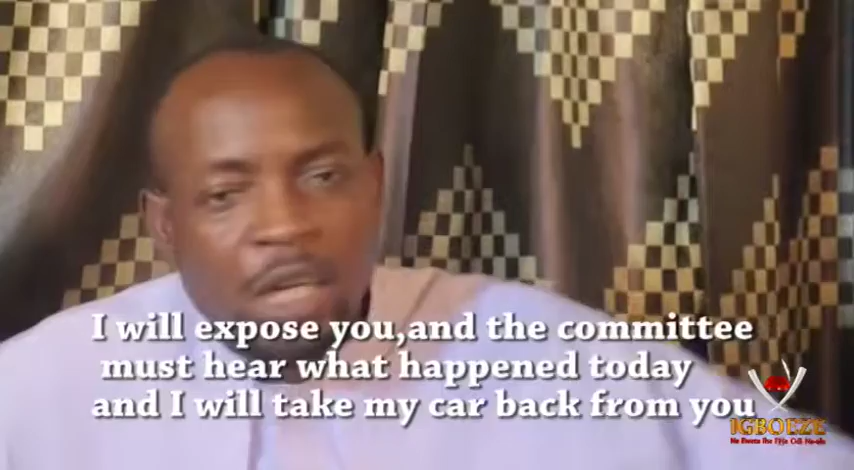 I will expose you,and the committee
must hear what happened today
and I will take my car back from you
IGBOEZE